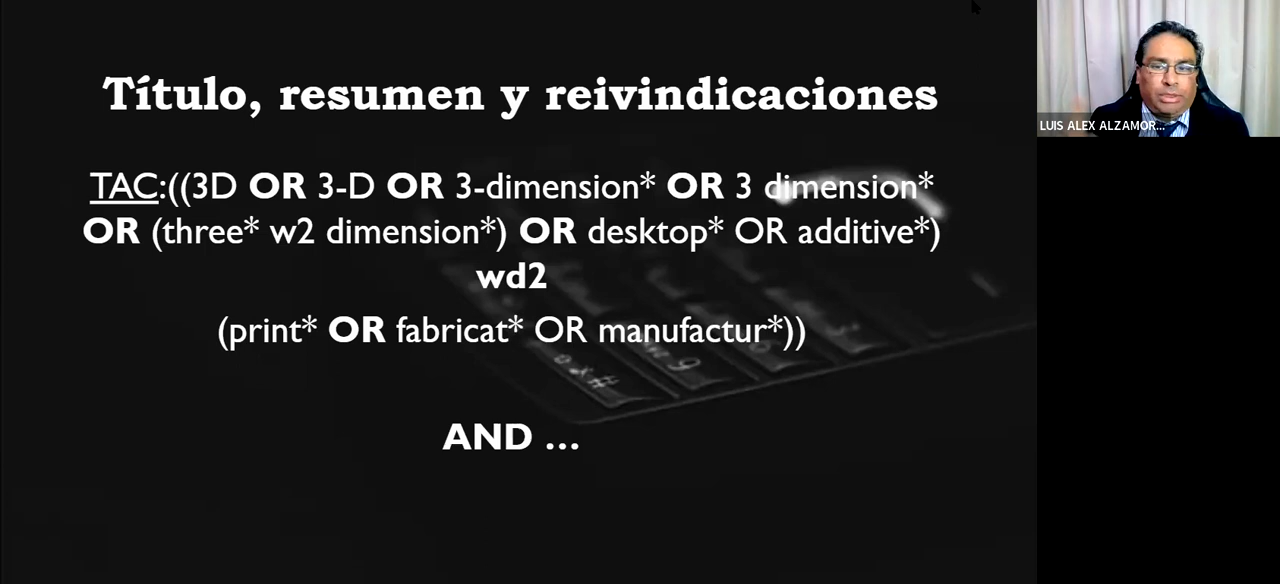 Título, resumen y reivindicaciones
TAC:((3D OR 3-D OR 3-dimension* OR 3 dimension*
OR (three* w2 dimension*) OR desktop* OR additive*)
wd2
(print* OR fabricat* OR manufactur*))
AND ...
LUIS ALEX ALZAMOR...